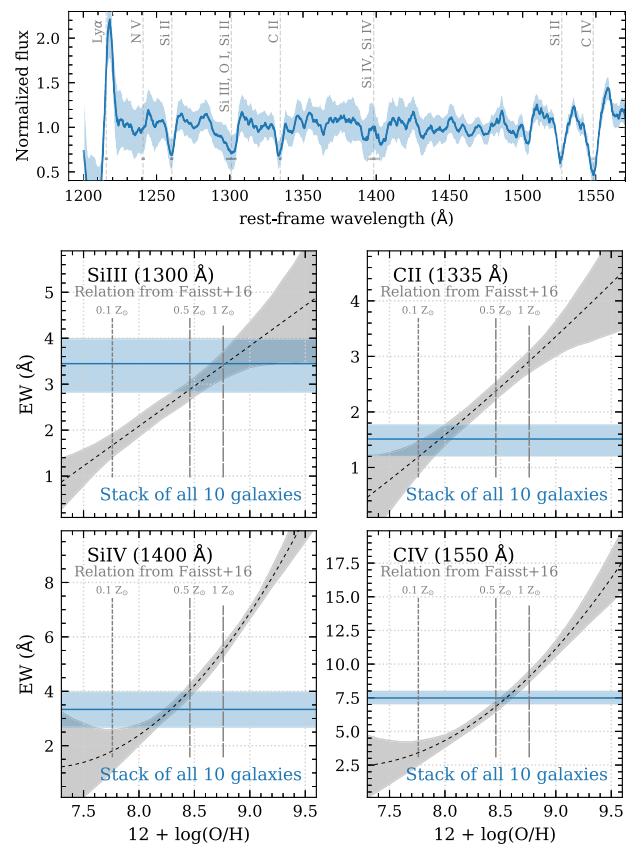 Normalized flux
2.0
1.5
1.0
0.5
Lyα
N V
Si II
Si III, O I, Si II
C II
Si IV, Si IV
Si II
C IV
1200 1250 1300 1350 1400 1450 1500 1550
rest-frame wavelength (Å)
SiIII (1300 Å)
Relation from Faisst+16
0.1 Z⊙ 0.5 Z⊙ 1 Z⊙
EW (Å)
5
4
3
2
1
Stack of all 10 galaxies
CII (1335 Å)
Relation from Faisst+16
0.1 Z⊙ 0.5 Z⊙ 1 Z⊙
4
3
2
1
Stack of all 10 galaxies
SiIV (1400 Å)
Relation from Faisst+16
0.1 Z⊙ 0.5 Z⊙ 1 Z⊙
EW (Å)
8
6
4
2
Stack of all 10 galaxies
7.5 8.0 8.5 9.0 9.5
12 + log(O/H)
CIV (1550 Å)
Relation from Faisst+16
0.1 Z⊙ 0.5 Z⊙ 1 Z⊙
17.5
15.0
12.5
10.0
7.5
5.0
2.5
Stack of all 10 galaxies
7.5 8.0 8.5 9.0 9.5
12 + log(O/H)